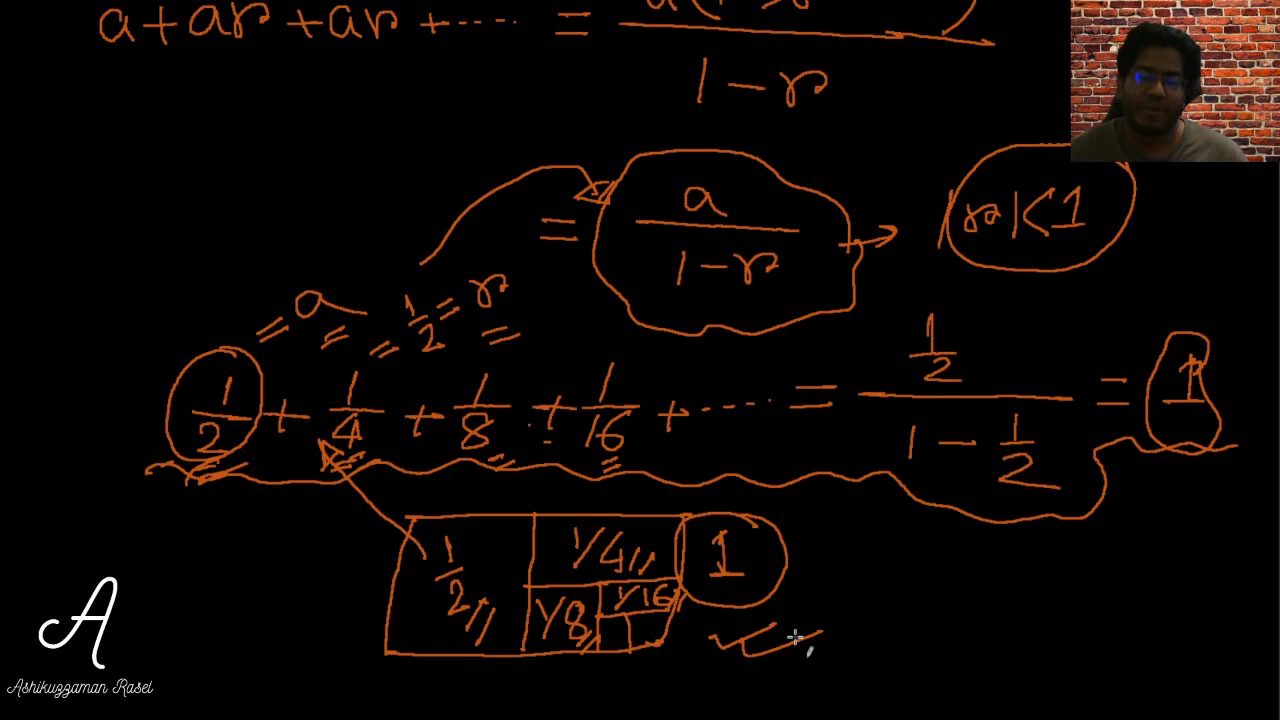 a + ar + ar + ..... =
1 - r
= a / (1 - r) → |r| < 1
= a = = 1/2 = r =
1/2 + 1/4 + 1/8 + 1/16 + ..... = (1/2) / (1 - 1/2) = 1
1/2 1/4 1
1/8 1/16
A
Ashikuzzaman Rasel